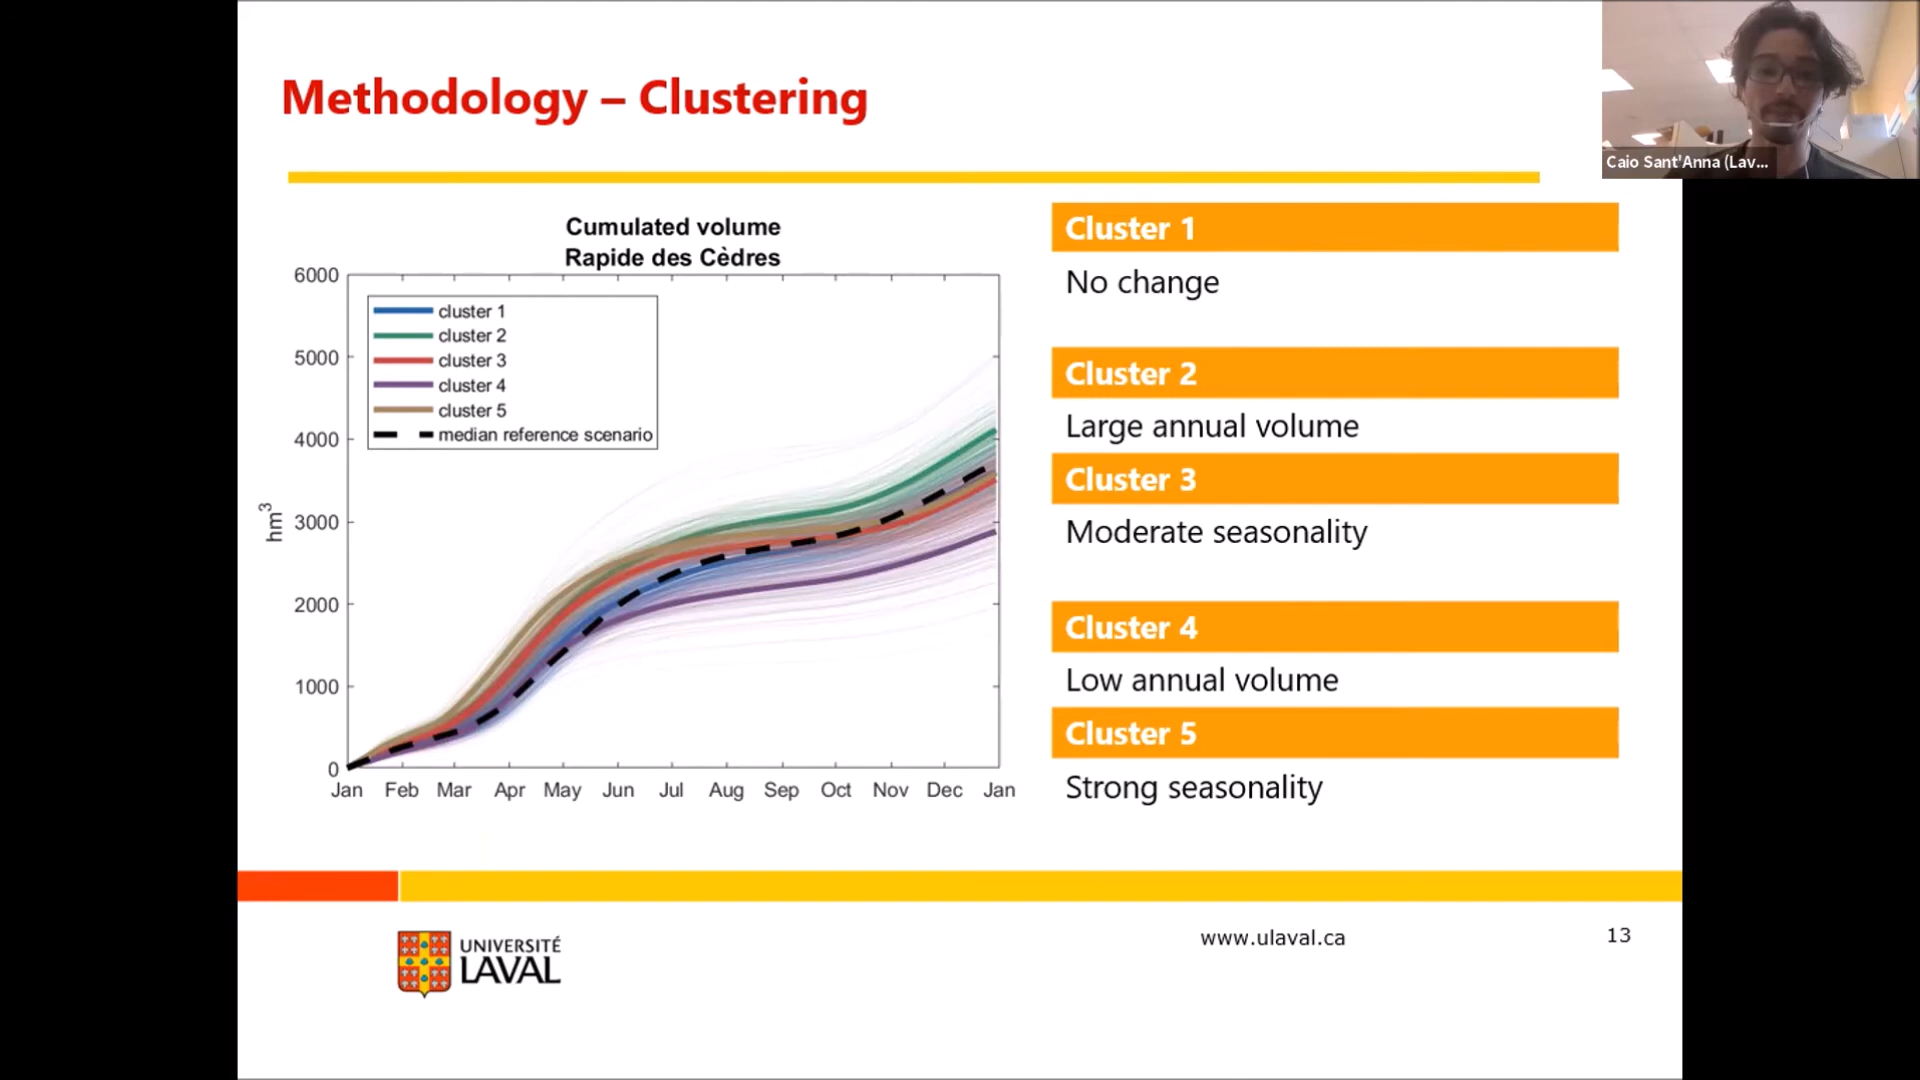 Methodology – Clustering
Caio Sant'Anna (Lav...
Cumulated volume
Rapide des Cèdres
6000
5000
4000
3000
2000
1000
0
hm³
cluster 1
cluster 2
cluster 3
cluster 4
cluster 5
median reference scenario
Jan Feb Mar Apr May Jun Jul Aug Sep Oct Nov Dec Jan
Cluster 1
No change
Cluster 2
Large annual volume
Cluster 3
Moderate seasonality
Cluster 4
Low annual volume
Cluster 5
Strong seasonality
UNIVERSITÉ
LAVAL
www.ulaval.ca
13